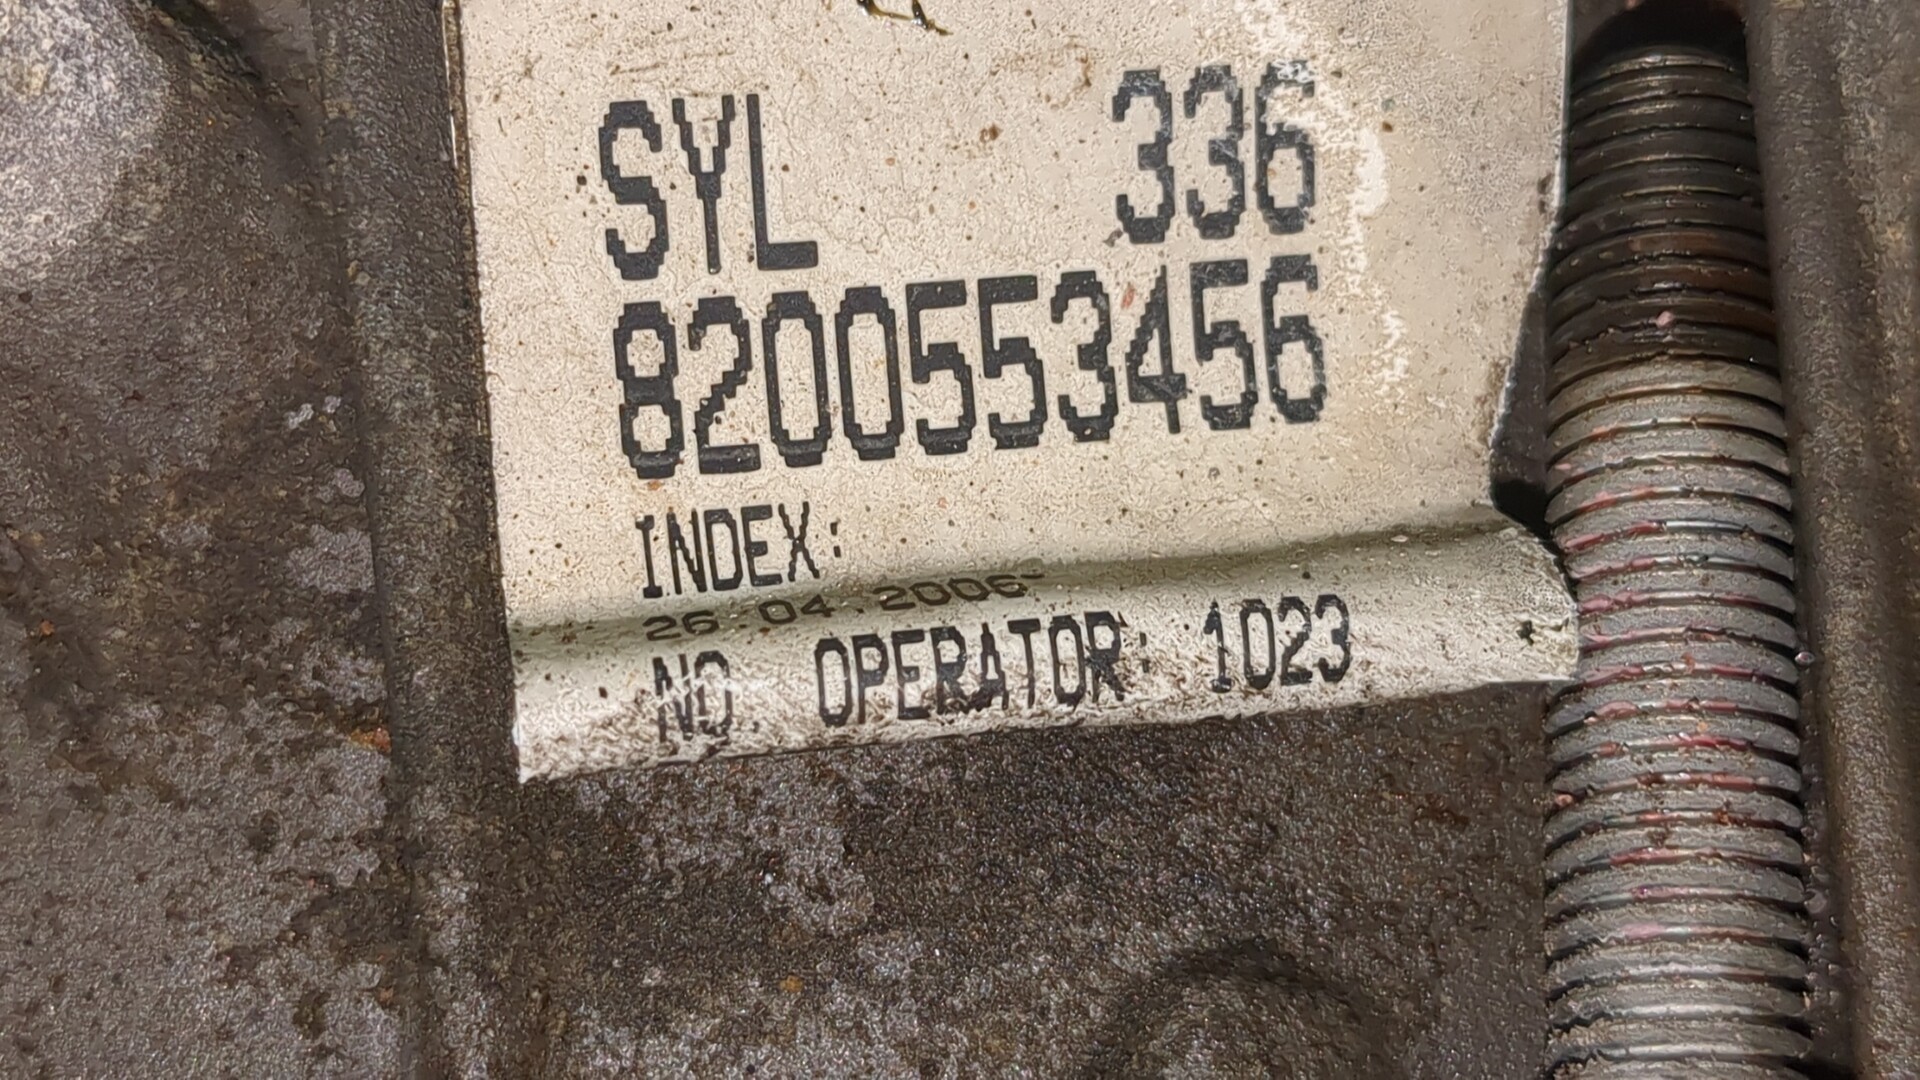 SYL 336
8200553456
INDEX:
26.04.2006
NO. OPERATOR: 1023